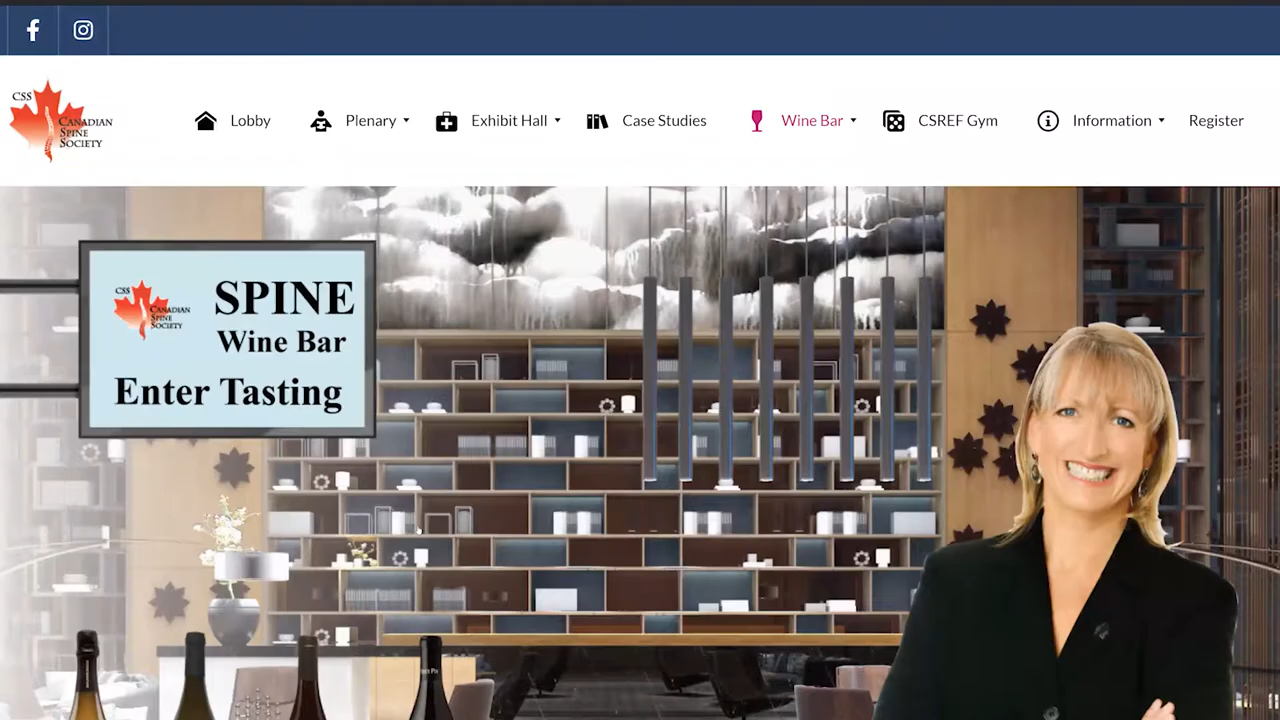 CSS
CANADIAN
SPINE
SOCIETY
Lobby
Plenary
Exhibit Hall
Case Studies
Wine Bar
CSREF Gym
Information
Register
CSS
CANADIAN
SPINE
SOCIETY
SPINE
Wine Bar
Enter Tasting